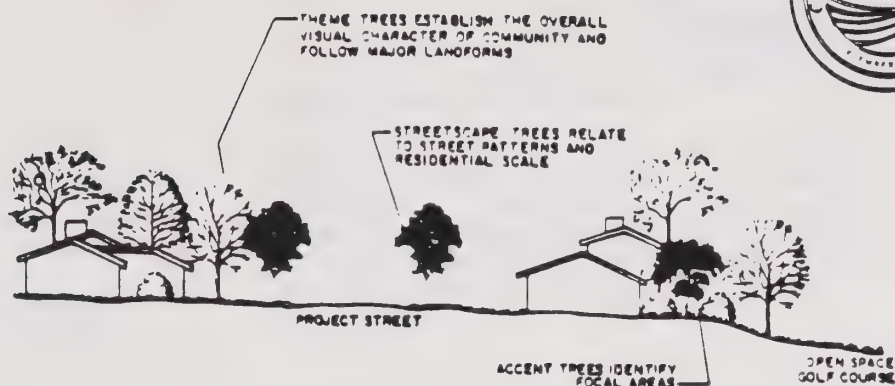 THEME TREES ESTABLISH THE OVERALL
VISUAL CHARACTER OF COMMUNITY AND
FOLLOW MAJOR LANDFORMS
STREETSCAPE TREES RELATE
TO STREET PATTERNS AND
RESIDENTIAL SCALE
PROJECT STREET
ACCENT TREES IDENTIFY
FOCAL AREAS
OPEN SPACE
GOLF COURSE